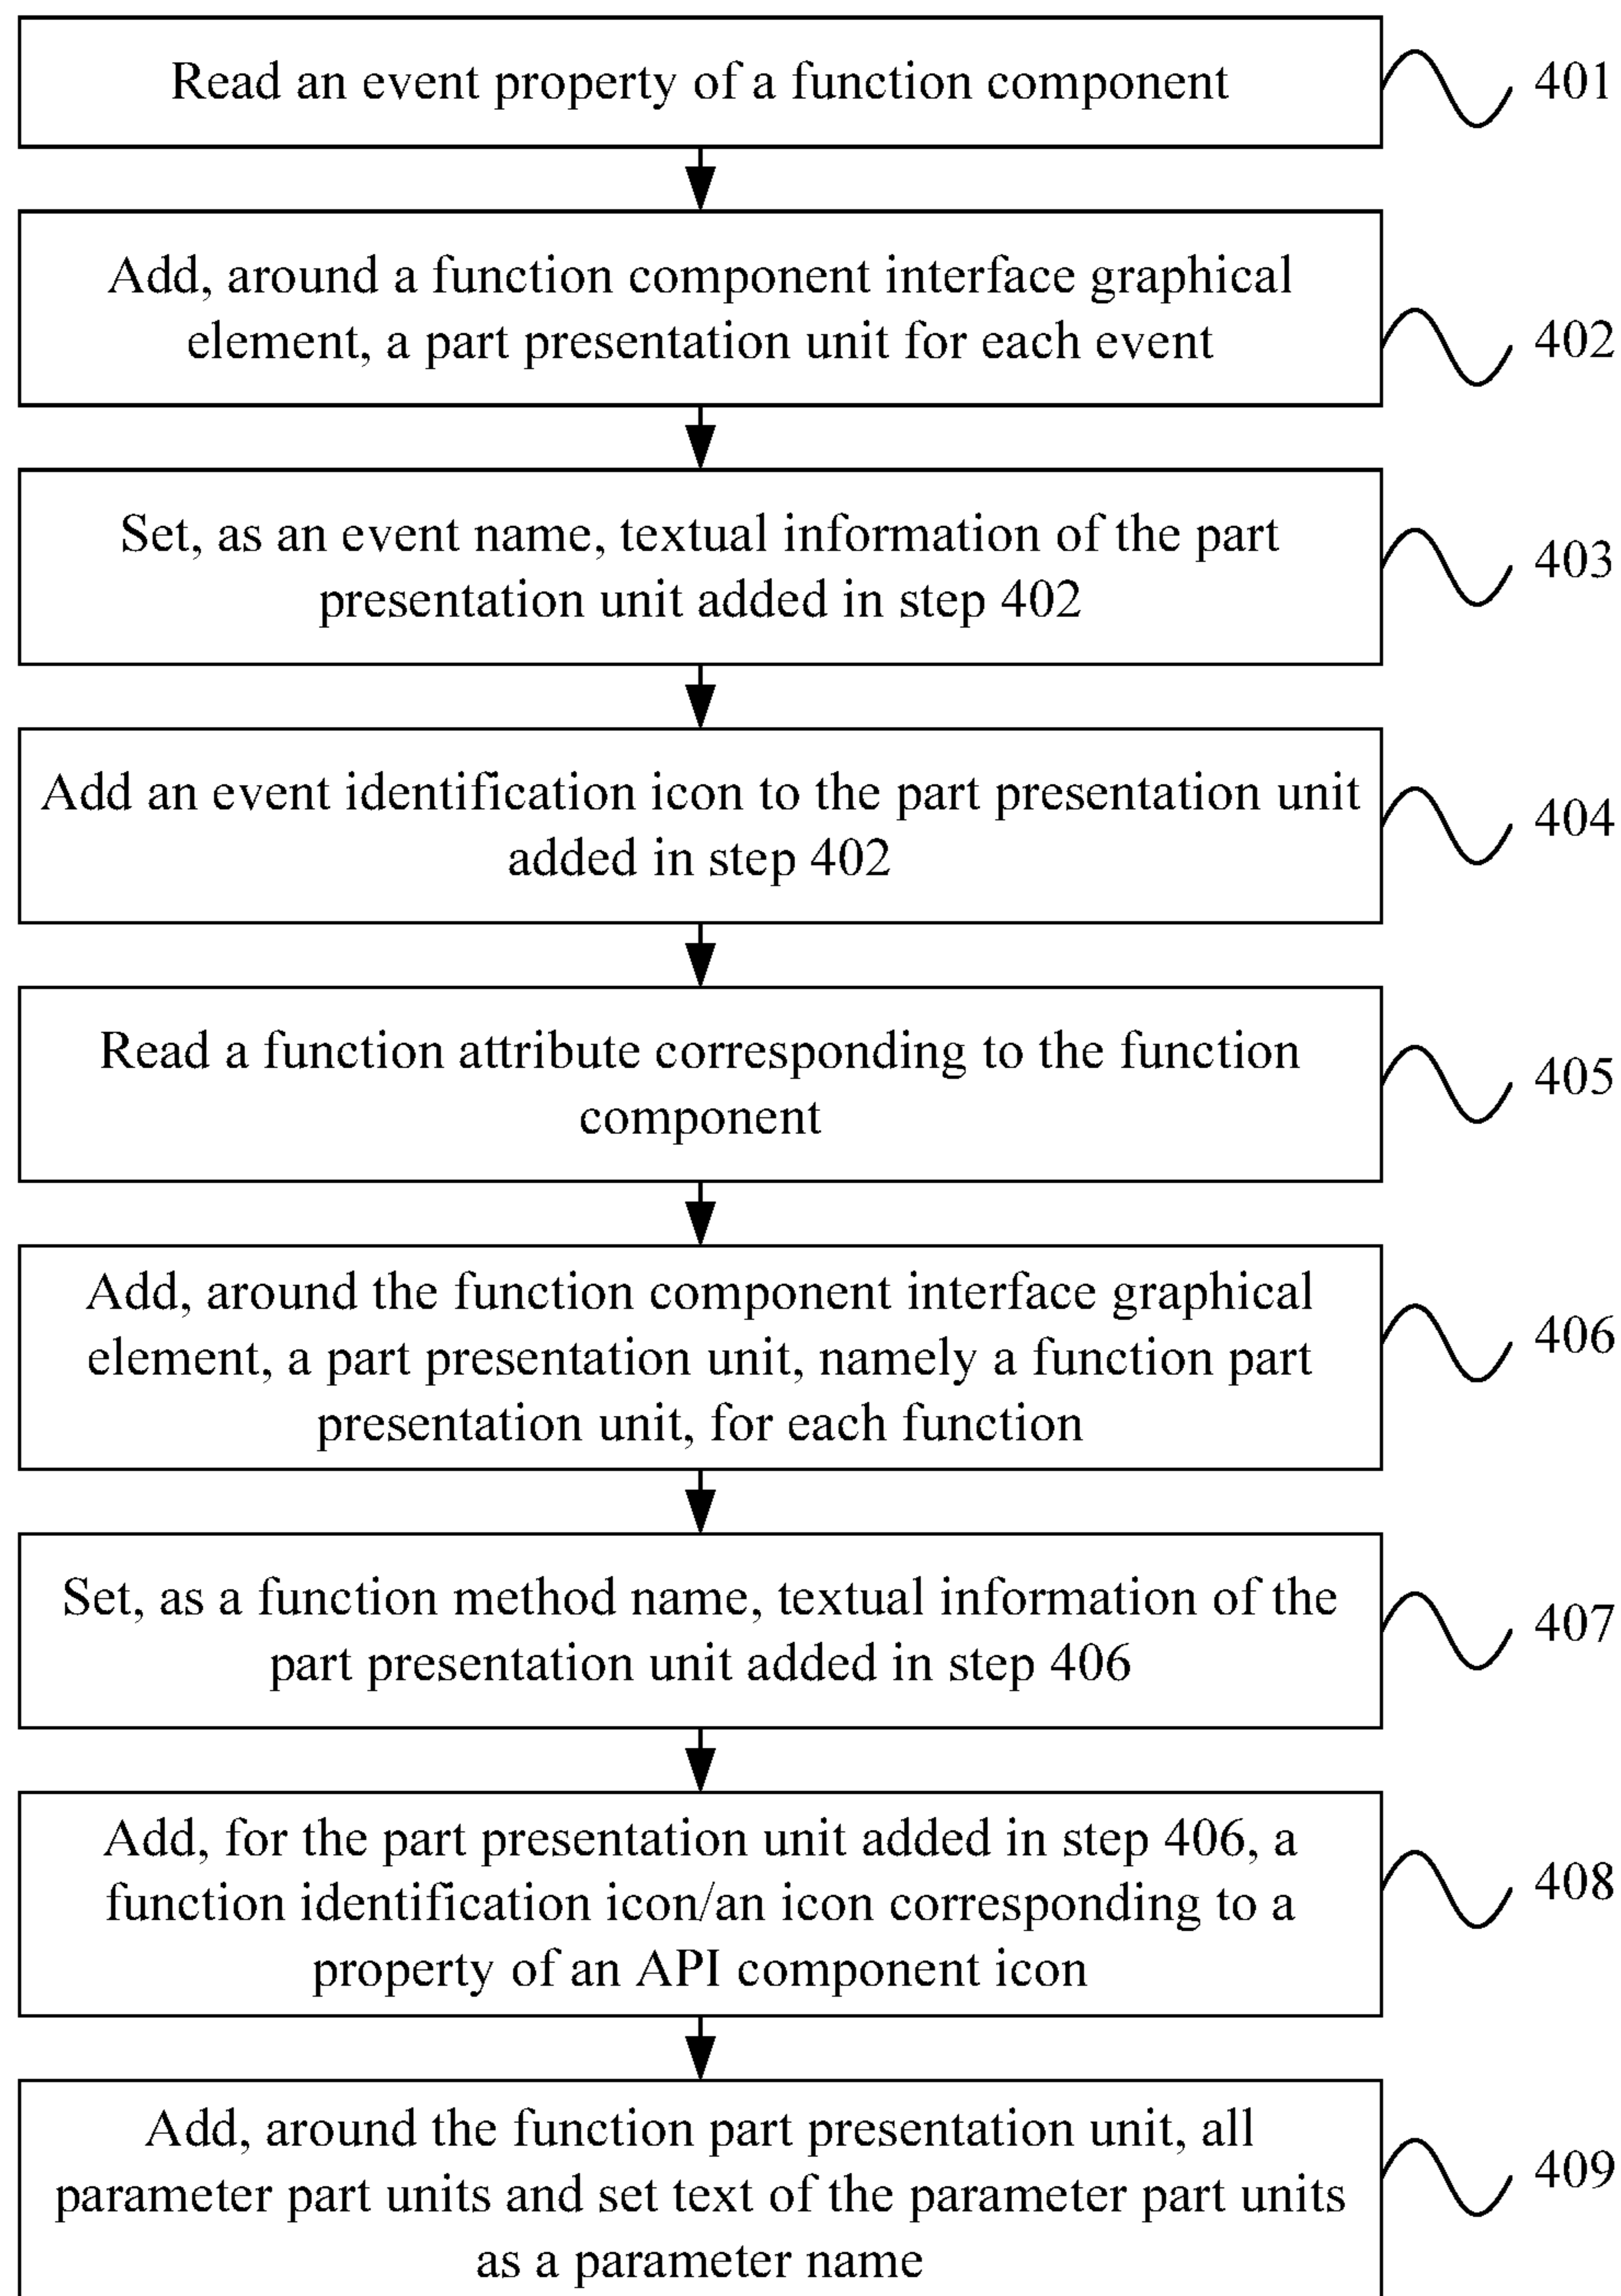 Read an event property of a function component
401
Add, around a function component interface graphical
element, a part presentation unit for each event
402
Set, as an event name, textual information of the part
presentation unit added in step 402
403
Add an event identification icon to the part presentation unit
added in step 402
404
Read a function attribute corresponding to the function
component
405
Add, around the function component interface graphical
element, a part presentation unit, namely a function part
presentation unit, for each function
406
Set, as a function method name, textual information of the
part presentation unit added in step 406
407
Add, for the part presentation unit added in step 406, a
function identification icon/an icon corresponding to a
property of an API component icon
408
Add, around the function part presentation unit, all
parameter part units and set text of the parameter part units
as a parameter name
409